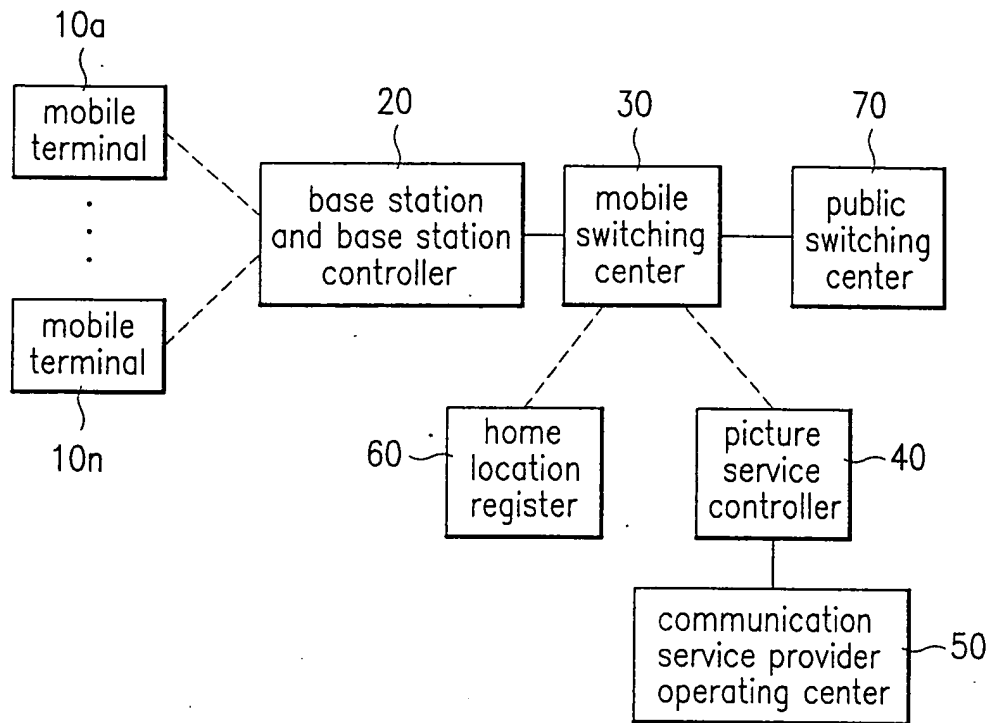 10a
mobile
terminal
20
base station
and base station
controller
30
mobile
switching
center
70
public
switching
center
mobile
terminal
10n
60
home
location
register
picture
service
controller
40
communication
service provider
operating center
50